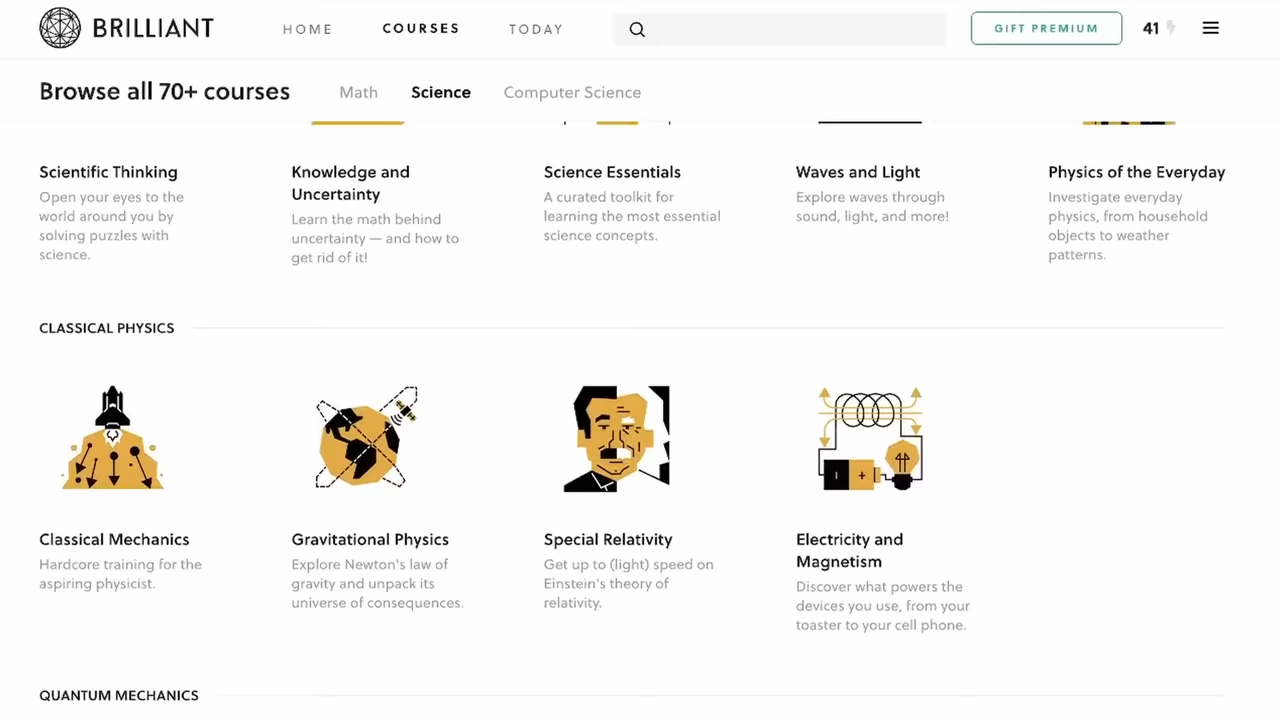 BRILLIANT
HOME
COURSES
TODAY
GIFT PREMIUM
41
Browse all 70+ courses
Math
Science
Computer Science
Scientific Thinking
Open your eyes to the
world around you by
solving puzzles with
science.
Knowledge and
Uncertainty
Learn the math behind
uncertainty — and how to
get rid of it!
Science Essentials
A curated toolkit for
learning the most essential
science concepts.
Waves and Light
Explore waves through
sound, light, and more!
Physics of the Everyday
Investigate everyday
physics, from household
objects to weather
patterns.
CLASSICAL PHYSICS
Classical Mechanics
Hardcore training for the
aspiring physicist.
Gravitational Physics
Explore Newton's law of
gravity and unpack its
universe of consequences.
Special Relativity
Get up to (light) speed on
Einstein's theory of
relativity.
Electricity and
Magnetism
Discover what powers the
devices you use, from your
toaster to your cell phone.
QUANTUM MECHANICS